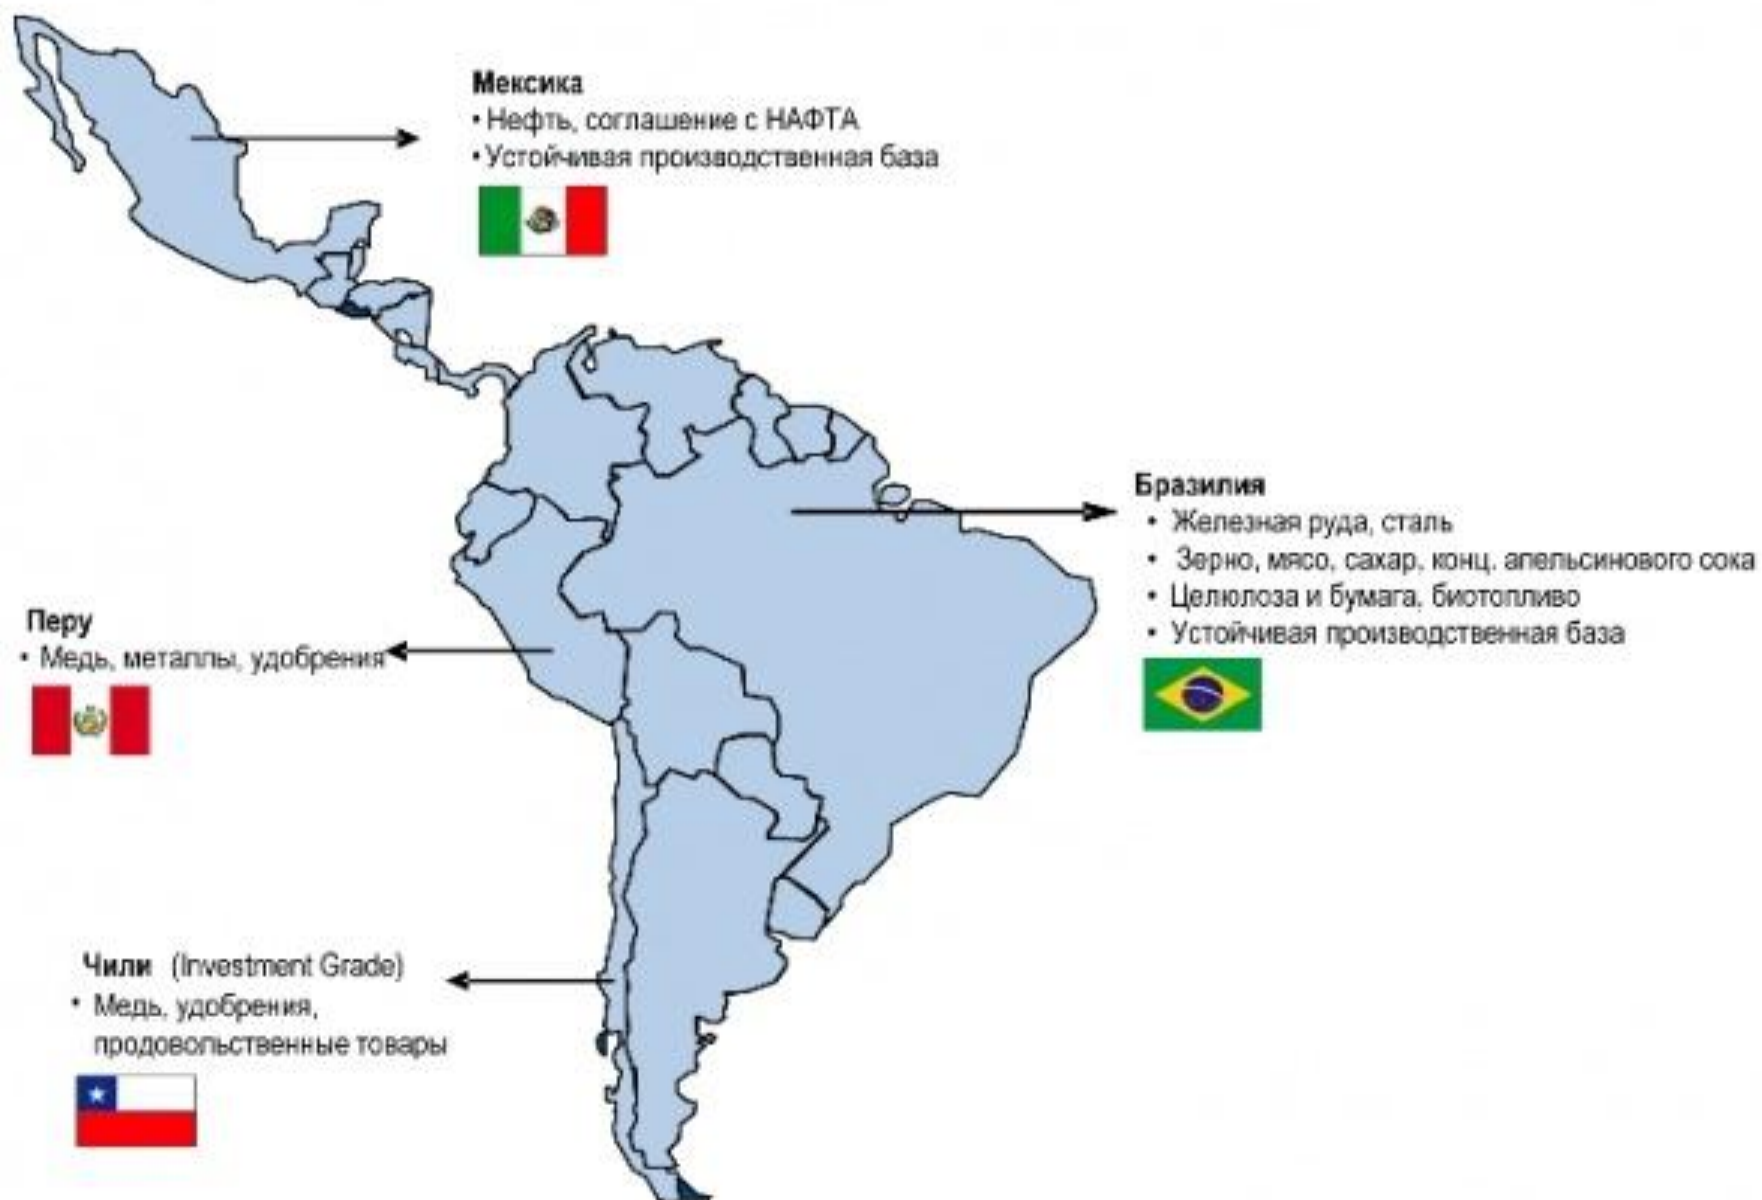 Мексика
• Нефть, соглашение с НАФТА
• Устойчивая производственная база
Бразилия
• Железная руда, сталь
• Зерно, мясо, сахар, конц. апельсинового сока
• Целюлоза и бумага, биотопливо
• Устойчивая производственная база
Перу
• Медь, металлы, удобрения
Чили (Investment Grade)
• Медь, удобрения,
продовольственные товары